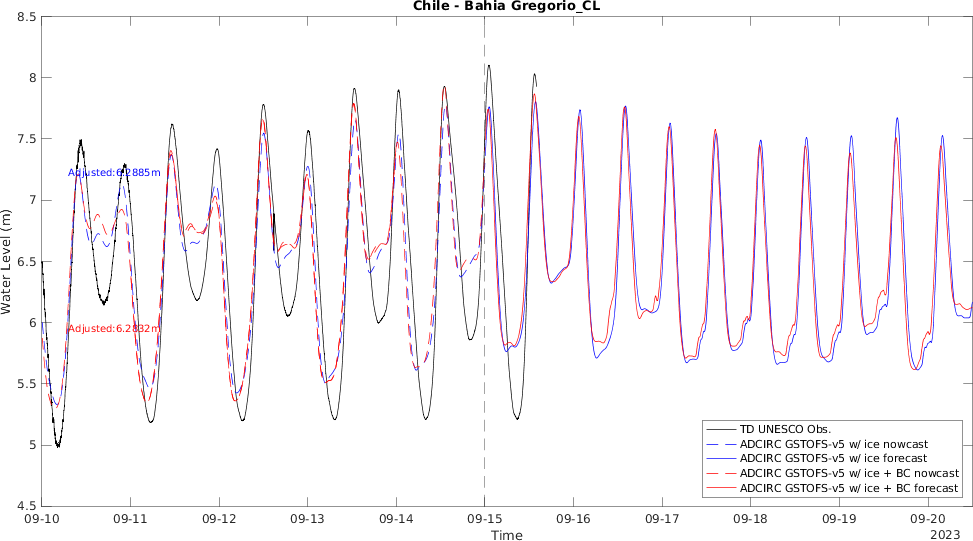 Chile - Bahia Gregorio_CL
8.5
8
7.5
7
6.5
6
5.5
5
4.5
Water Level (m)
Adjusted:6.2885m
Adjusted:6.2832m
TD UNESCO Obs.
ADCIRC GSTOFS-v5 w/ ice nowcast
ADCIRC GSTOFS-v5 w/ ice forecast
ADCIRC GSTOFS-v5 w/ ice + BC nowcast
ADCIRC GSTOFS-v5 w/ ice + BC forecast
09-10 09-11 09-12 09-13 09-14 09-15 09-16 09-17 09-18 09-19 09-20
Time
2023